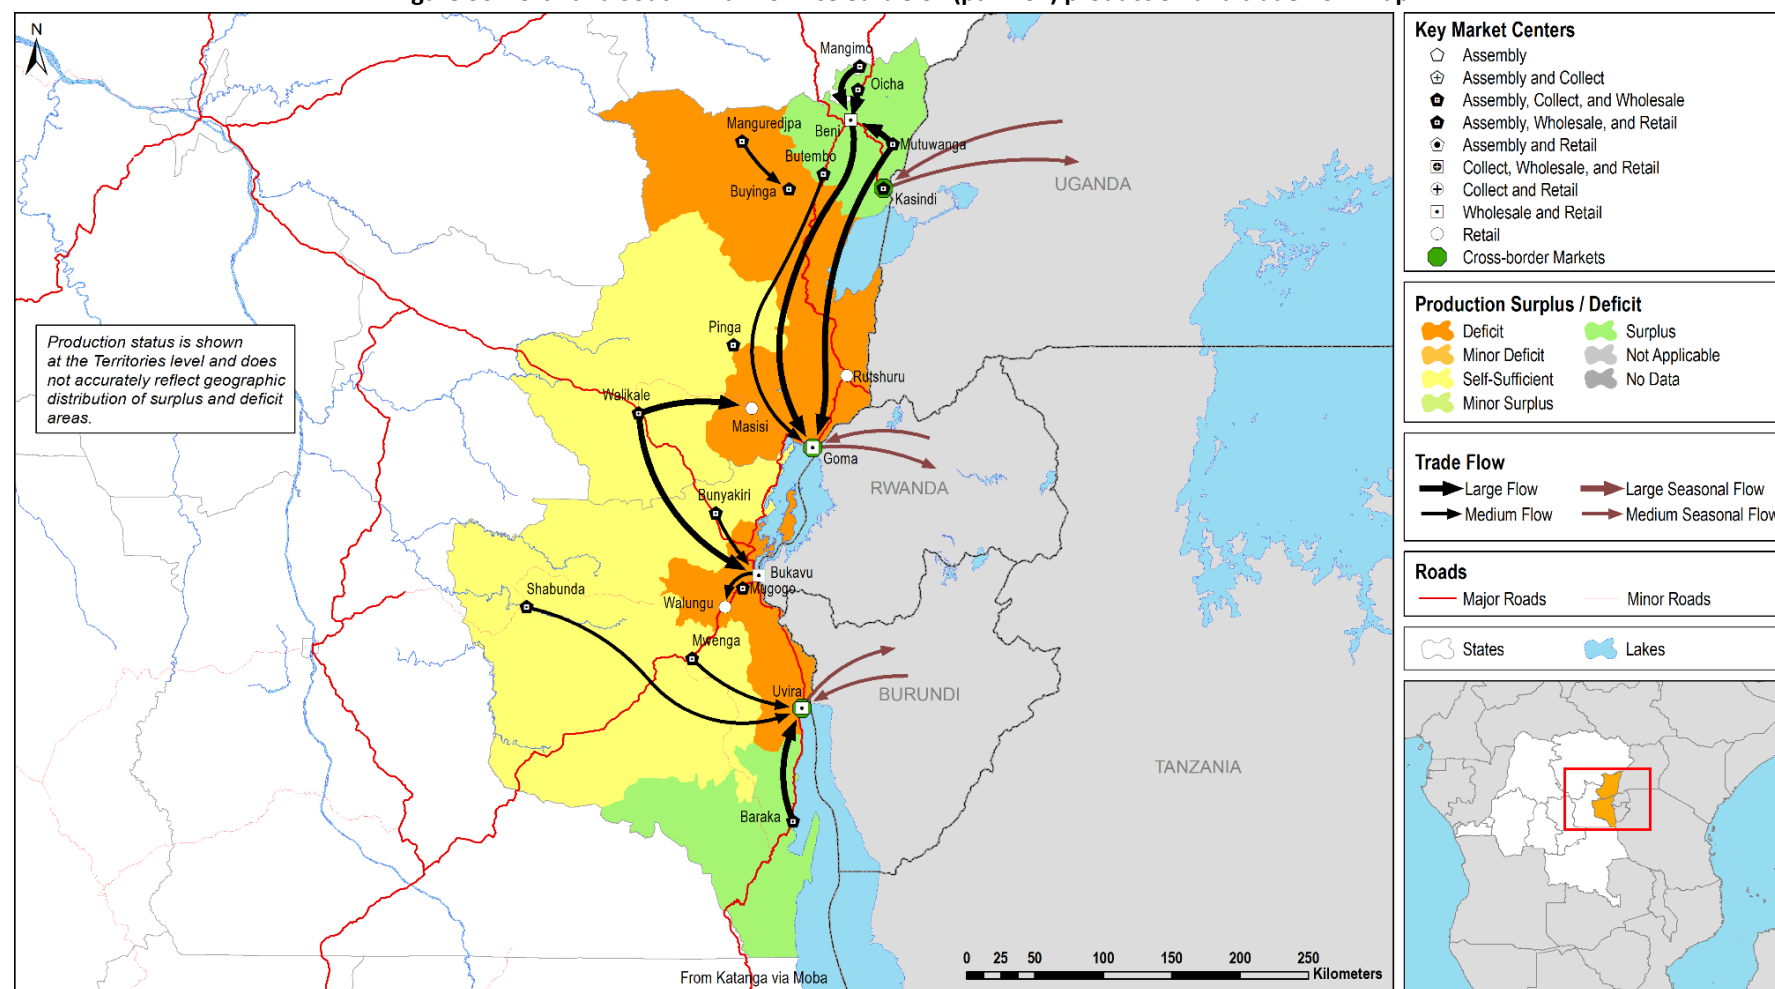 N
Mangimo
Oicha
Manguredjpa
Beni
Mutuwanga
Butembo
Buyinga
Kasindi
UGANDA
Production status is shown
at the Territories level and does
not accurately reflect geographic
distribution of surplus and deficit
areas.
Pinga
Rutshuru
Walikale
Masisi
Goma
RWANDA
Bunyakiri
Bukavu
Shabunda
Mugogo
Walungu
Mwenga
Uvira
BURUNDI
TANZANIA
Baraka
From Katanga via Moba
0 25 50 100 150 200 250
Kilometers
Key Market Centers
Assembly
Assembly and Collect
Assembly, Collect, and Wholesale
Assembly, Wholesale, and Retail
Assembly and Retail
Collect, Wholesale, and Retail
Collect and Retail
Wholesale and Retail
Retail
Cross-border Markets
Production Surplus / Deficit
Deficit
Surplus
Minor Deficit
Not Applicable
Self-Sufficient
No Data
Minor Surplus
Trade Flow
Large Flow
Large Seasonal Flow
Medium Flow
Medium Seasonal Flow
Roads
Major Roads
Minor Roads
States
Lakes